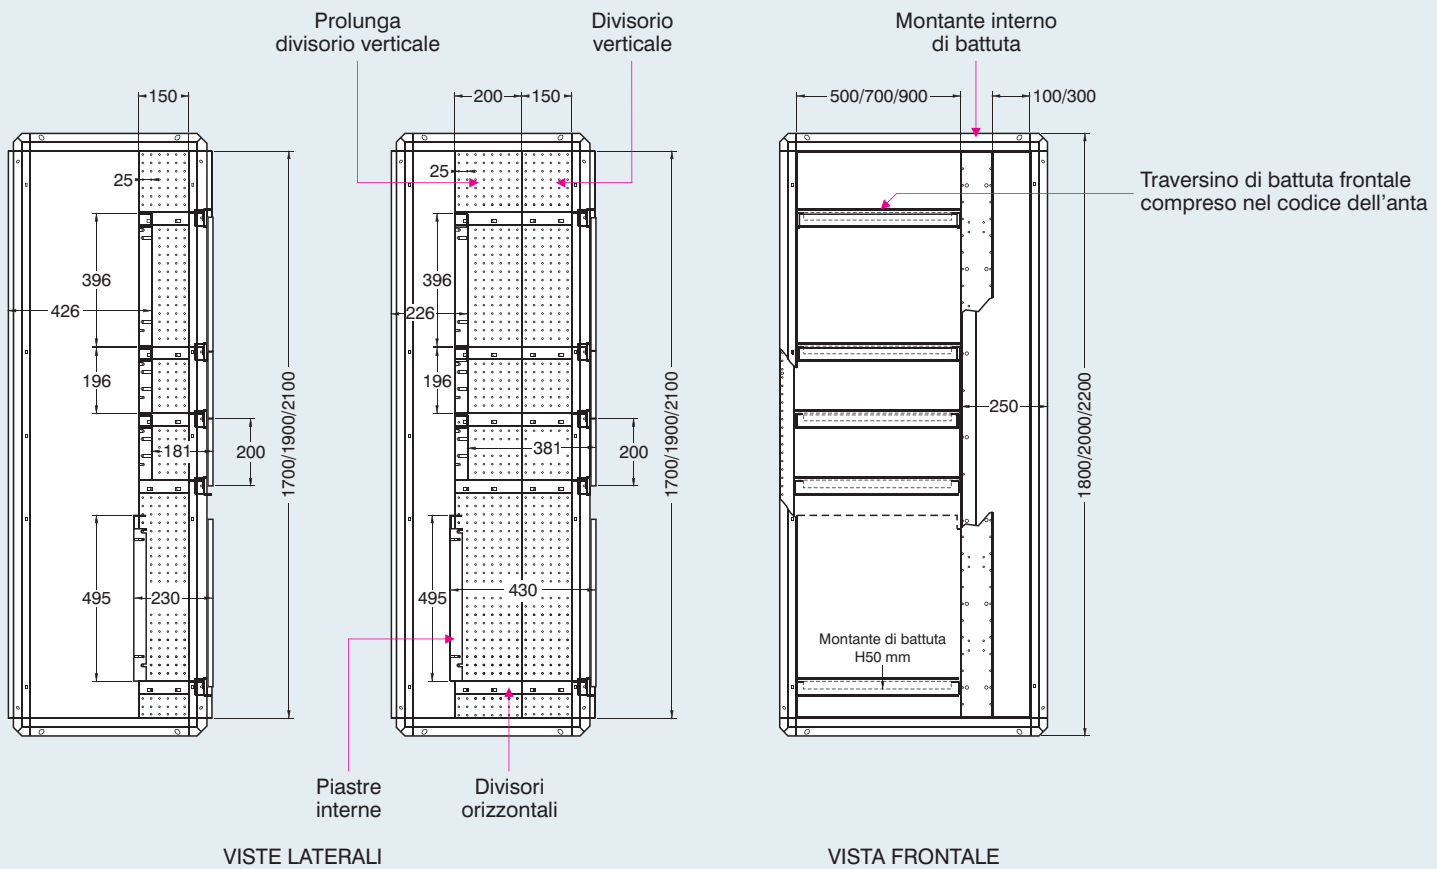 Prolunga
divisorio verticale
Divisorio
verticale
Montante interno
di battuta
150
200
150
500/700/900
100/300
25
25
Traversino di battuta frontale
compreso nel codice dell'anta
396
426
196
181
200
1700/1900/2100
495
230
396
226
196
381
200
1700/1900/2100
495
430
250
1800/2000/2200
Montante di battuta
H50 mm
Piastre
interne
Divisori
orizzontali
VISTE LATERALI
VISTA FRONTALE